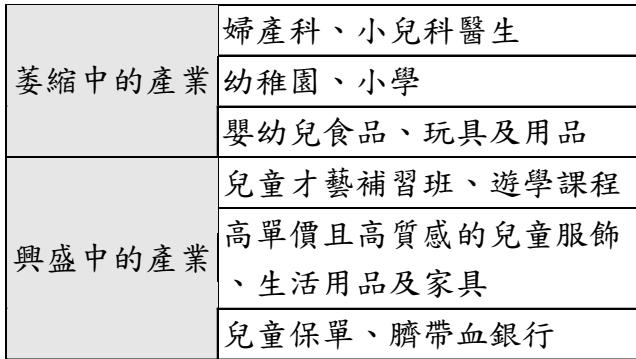 萎縮中的產業
婦產科、小兒科醫生
幼稚園、小學
嬰幼兒食品、玩具及用品
興盛中的產業
兒童才藝補習班、遊學課程
高單價且高質感的兒童服飾
、生活用品及家具
兒童保單、臍帶血銀行